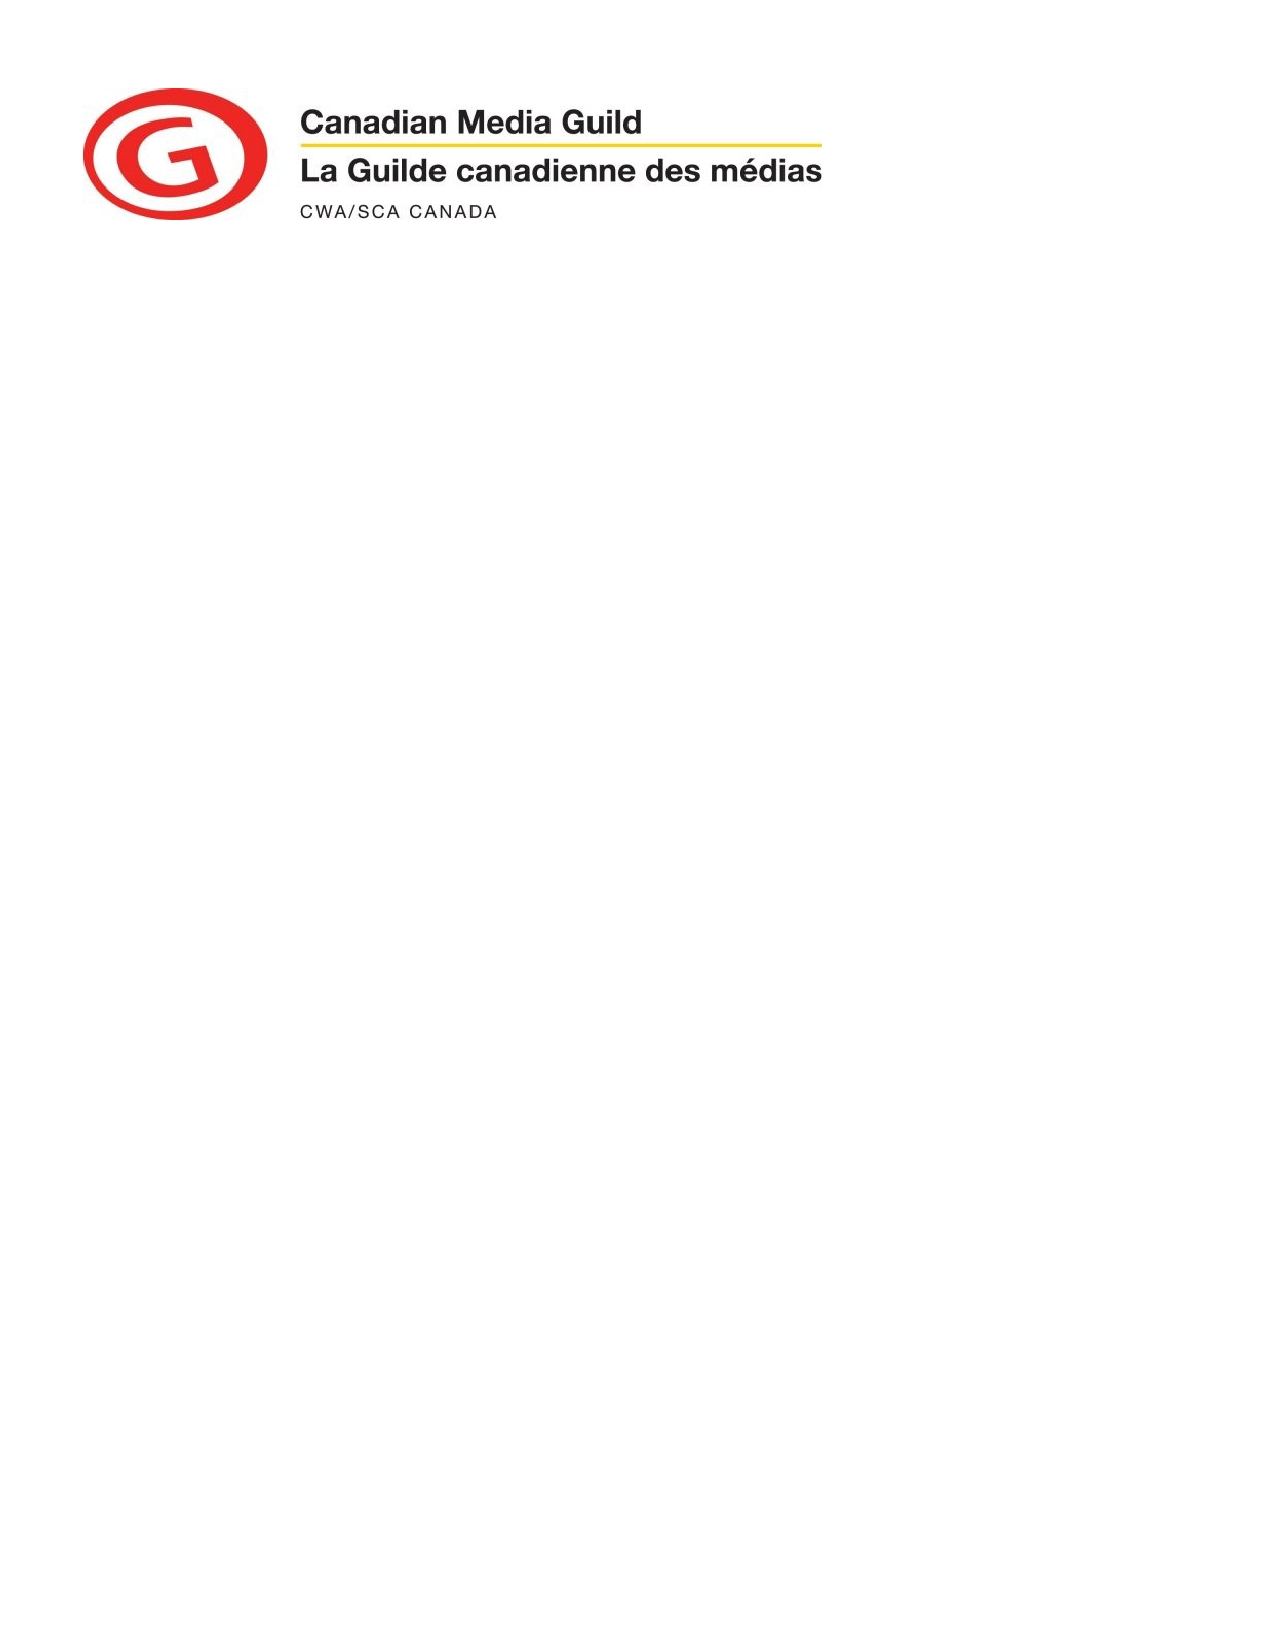 G
Canadian Media Guild
La Guilde canadienne des médias
CWA/SCA CANADA